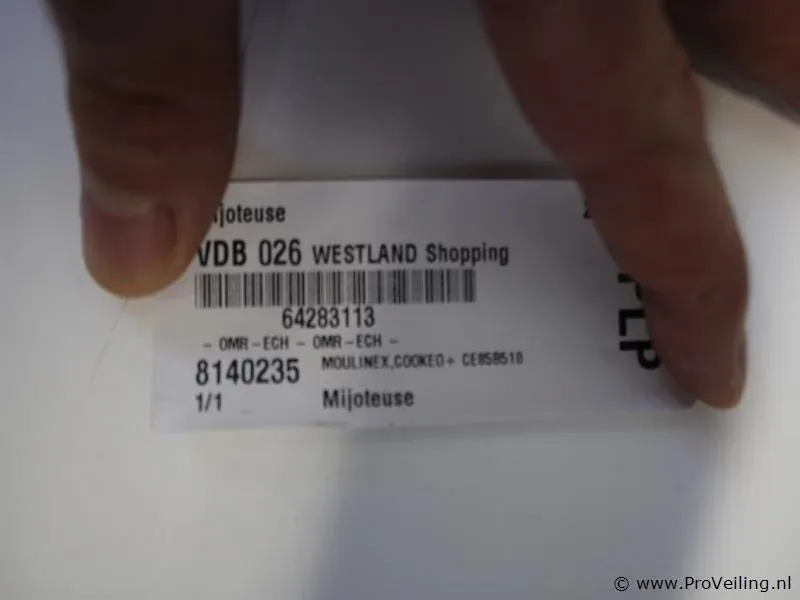 ijoteuse
VDB 026 WESTLAND Shopping
64283113
- OMR-ECH - OMR-ECH -
8140235 MOULINEX,COOKEO+ CE858510
1/1 Mijoteuse
PLP
© www.ProVeiling.nl